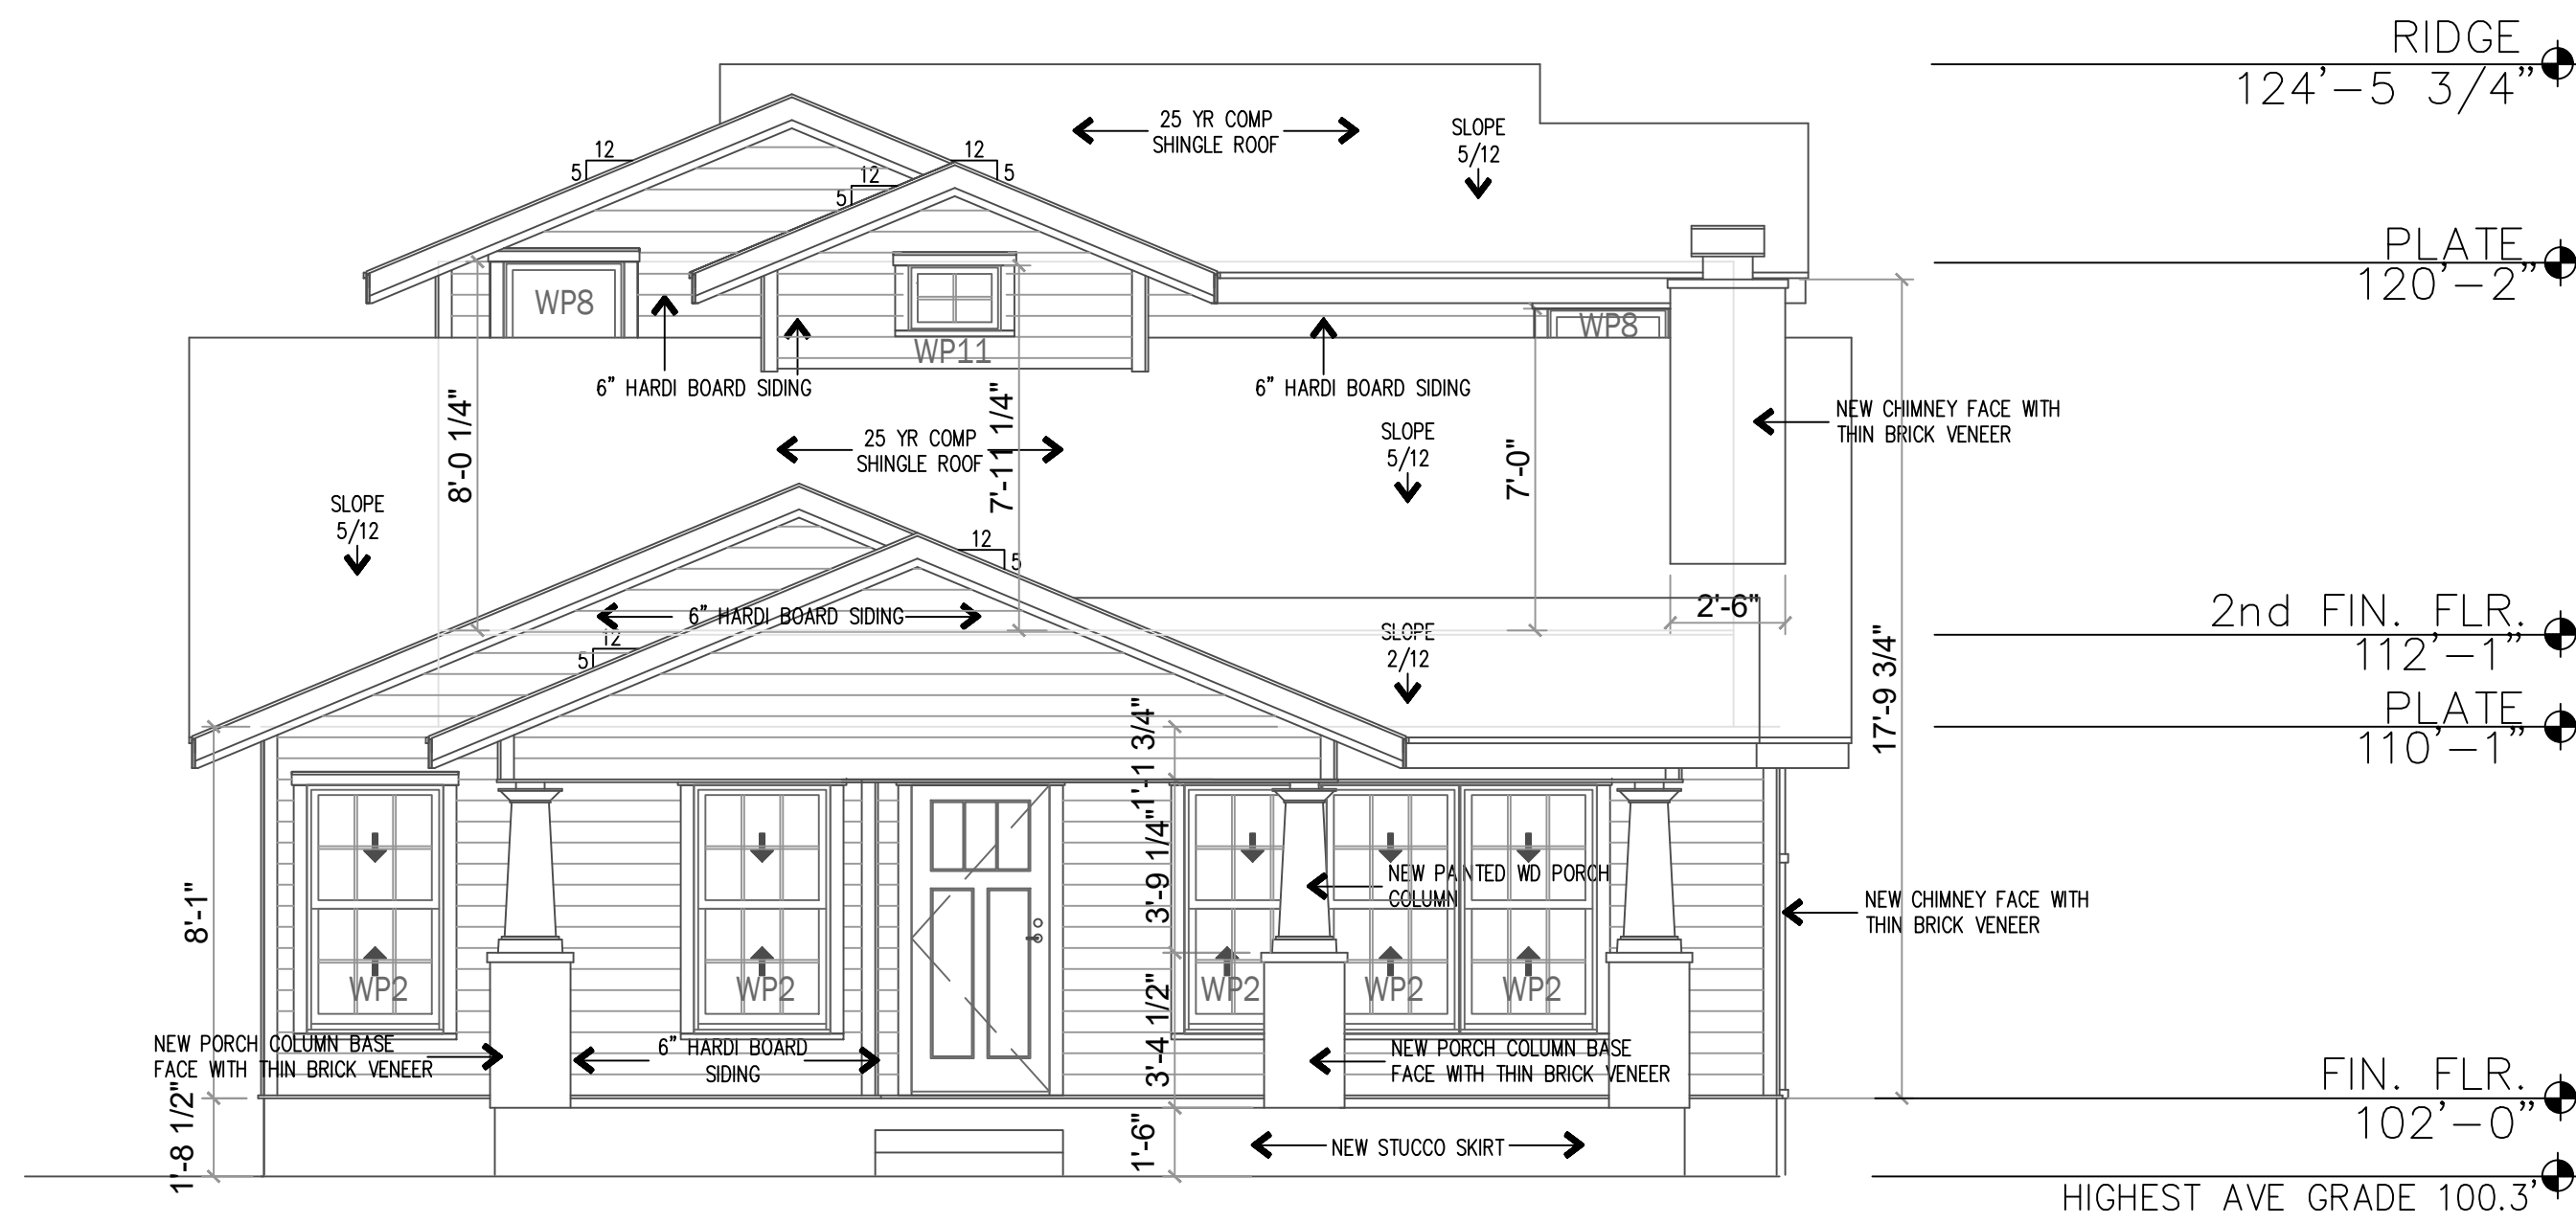 RIDGE
124'-5 3/4"
25 YR COMP
SHINGLE ROOF
SLOPE
5/12
12
5
12
5
12
5
PLATE
120'-2"
WP8
WP11
WP8
6" HARDI BOARD SIDING
6" HARDI BOARD SIDING
8'-0 1/4"
7'-11 1/4"
7'-0"
NEW CHIMNEY FACE WITH
THIN BRICK VENEER
25 YR COMP
SHINGLE ROOF
SLOPE
5/12
SLOPE
5/12
12
5
2'-6"
2nd FIN. FLR.
112'-1"
6" HARDI BOARD SIDING
12
5
SLOPE
2/12
17'-9 3/4"
PLATE
110'-1"
1'-1 3/4"
3'-9 1/4"
8'-1"
NEW PAINTED WD PORCH
COLUMN
NEW CHIMNEY FACE WITH
THIN BRICK VENEER
WP2
WP2
WP2
WP2
WP2
3'-4 1/2"
NEW PORCH COLUMN BASE
FACE WITH THIN BRICK VENEER
6" HARDI BOARD
SIDING
NEW PORCH COLUMN BASE
FACE WITH THIN BRICK VENEER
FIN. FLR.
102'-0"
1'-8 1/2"
1'-6"
NEW STUCCO SKIRT
HIGHEST AVE GRADE 100.3'